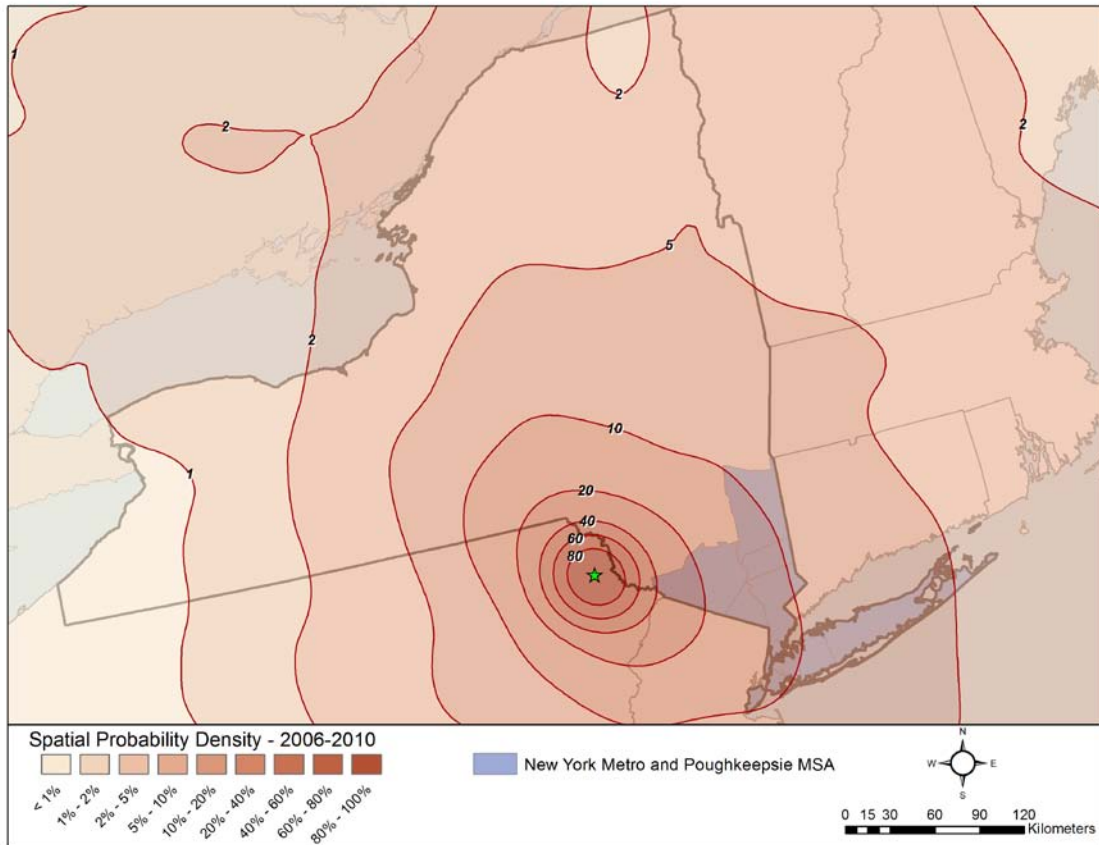 1
2
2
2
5
2
10
1
20
40
60
80
Spatial Probability Density - 2006-2010
< 1%
1% - 2%
2% - 5%
5% - 10%
10% - 20%
20% - 40%
40% - 60%
60% - 80%
80% - 100%
New York Metro and Poughkeepsie MSA
N
W E
S
0 15 30 60 90 120
Kilometers